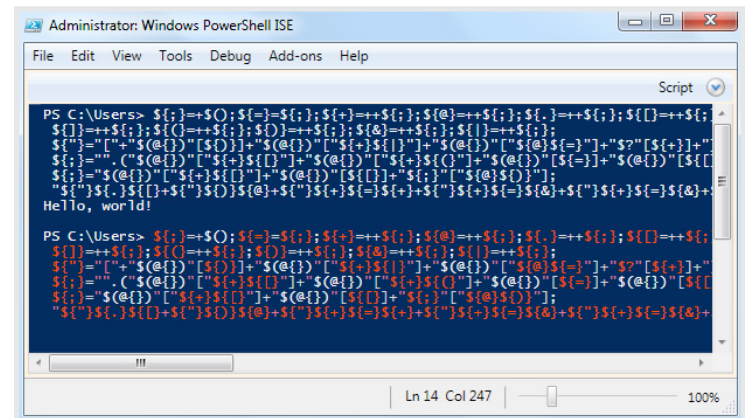 Administrator: Windows PowerShell ISE
File Edit View Tools Debug Add-ons Help
Script
PS C:\Users> ${;}=+$();${=}=${;};${+}=++${;};${@}=++${;};${.}=++${;};${[}=++${;}
${]}=++${;};${(}=++${;};${)}=++${;};${&}=++${;};${|}=++${;};
${"}="["+"$(@{})"[${)}]+"$(@{})"["${+}${|}"]+"$(@{})"["${@}${=}"]+"$?"[${+}]+"
${;}="".("$(@{})"["${+}${[}"]+"$(@{})"["${+}${(}"]+"$(@{})"[${=}]+"$(@{})"[${[
${;}="$(@{})"["${+}${[}"]+"$(@{})"[${[}]+"${;}"["${@}${)}"];
"${"}${.}${[}+${"}${)}${@}+${"}${+}${=}${+}+${"}${+}${=}${&}+${"}${+}${=}${&}+$
Hello, world!
PS C:\Users> ${;}=+$();${=}=${;};${+}=++${;};${@}=++${;};${.}=++${;};${[}=++${;
${]}=++${;};${(}=++${;};${)}=++${;};${&}=++${;};${|}=++${;};
${"}="["+"$(@{})"[${)}]+"$(@{})"["${+}${|}"]+"$(@{})"["${@}${=}"]+"$?"[${+}]+"
${;}="".("$(@{})"["${+}${[}"]+"$(@{})"["${+}${(}"]+"$(@{})"[${=}]+"$(@{})"[${[
${;}="$(@{})"["${+}${[}"]+"$(@{})"[${[}]+"${;}"["${@}${)}"];
"${"}${.}${[}+${"}${)}${@}+${"}${+}${=}${+}+${"}${+}${=}${&}+${"}${+}${=}${&}+
Ln 14 Col 247
100%